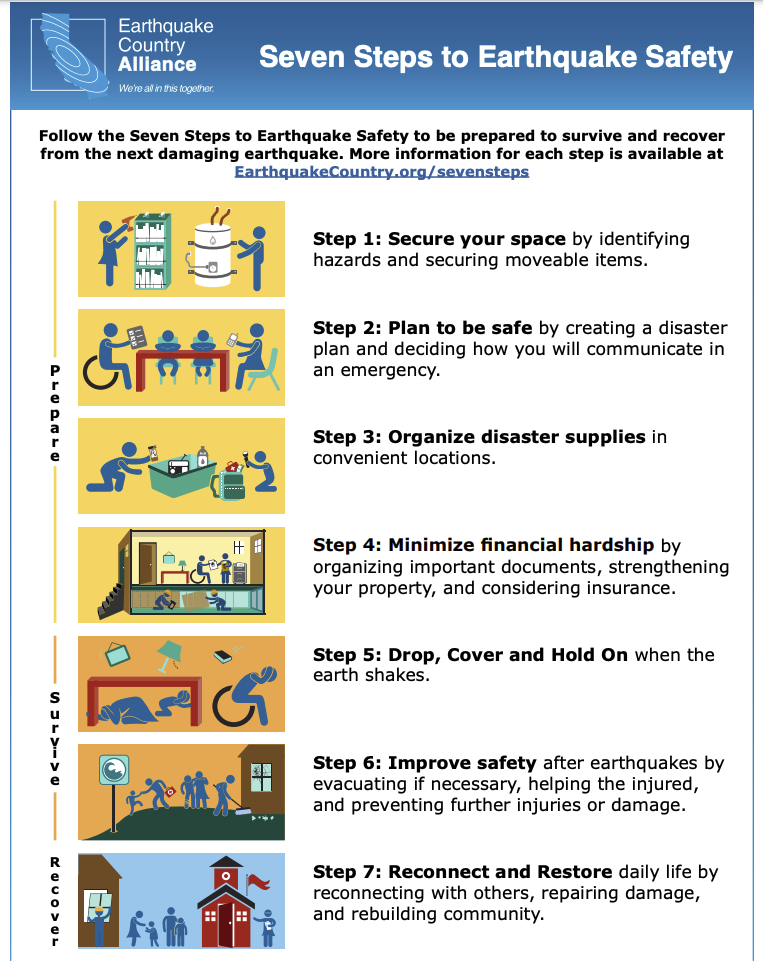 Earthquake
Country
Alliance
We're all in this together.
Seven Steps to Earthquake Safety
Follow the Seven Steps to Earthquake Safety to be prepared to survive and recover
from the next damaging earthquake. More information for each step is available at
EarthquakeCountry.org/sevensteps
Prepare
Step 1: Secure your space by identifying
hazards and securing moveable items.
Step 2: Plan to be safe by creating a disaster
plan and deciding how you will communicate in
an emergency.
Step 3: Organize disaster supplies in
convenient locations.
Step 4: Minimize financial hardship by
organizing important documents, strengthening
your property, and considering insurance.
Survive
Step 5: Drop, Cover and Hold On when the
earth shakes.
Step 6: Improve safety after earthquakes by
evacuating if necessary, helping the injured,
and preventing further injuries or damage.
Recover
Step 7: Reconnect and Restore daily life by
reconnecting with others, repairing damage,
and rebuilding community.